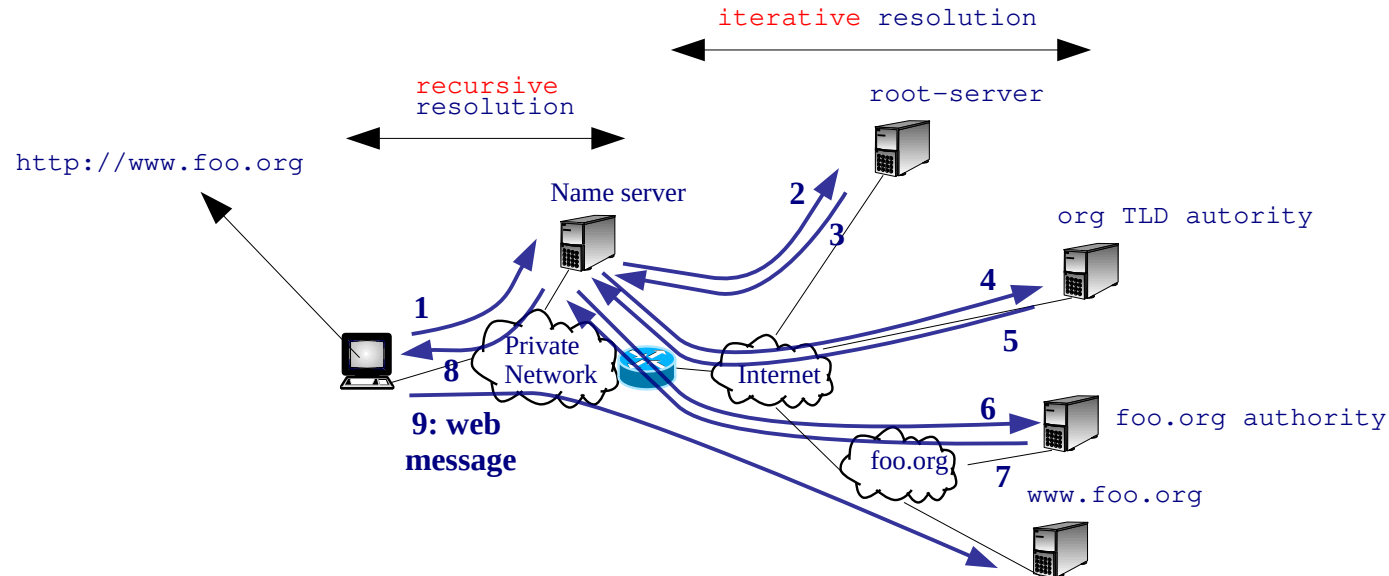 iterative resolution
recursive
resolution
root-server
http://www.foo.org
Name server
2
3
org TLD autority
1
4
5
8
Private
Network
Internet
9: web
message
6
foo.org authority
foo.org
7
www.foo.org